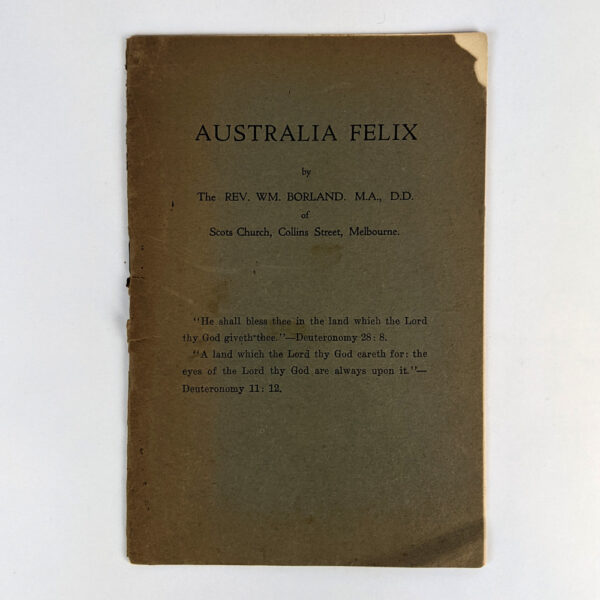 AUSTRALIA FELIX
by
The REV. WM. BORLAND. M.A., D.D.
of
Scots Church, Collins Street, Melbourne.
"He shall bless thee in the land which the Lord
thy God giveth thee."—Deuteronomy 28: 8.
"A land which the Lord thy God careth for: the
eyes of the Lord thy God are always upon it."—
Deuteronomy 11: 12.